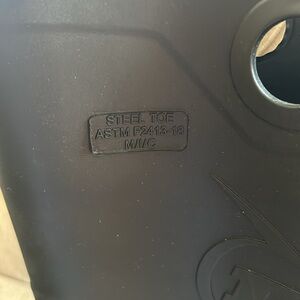 STEEL TOE
ASTM F2413-18
M/I/C